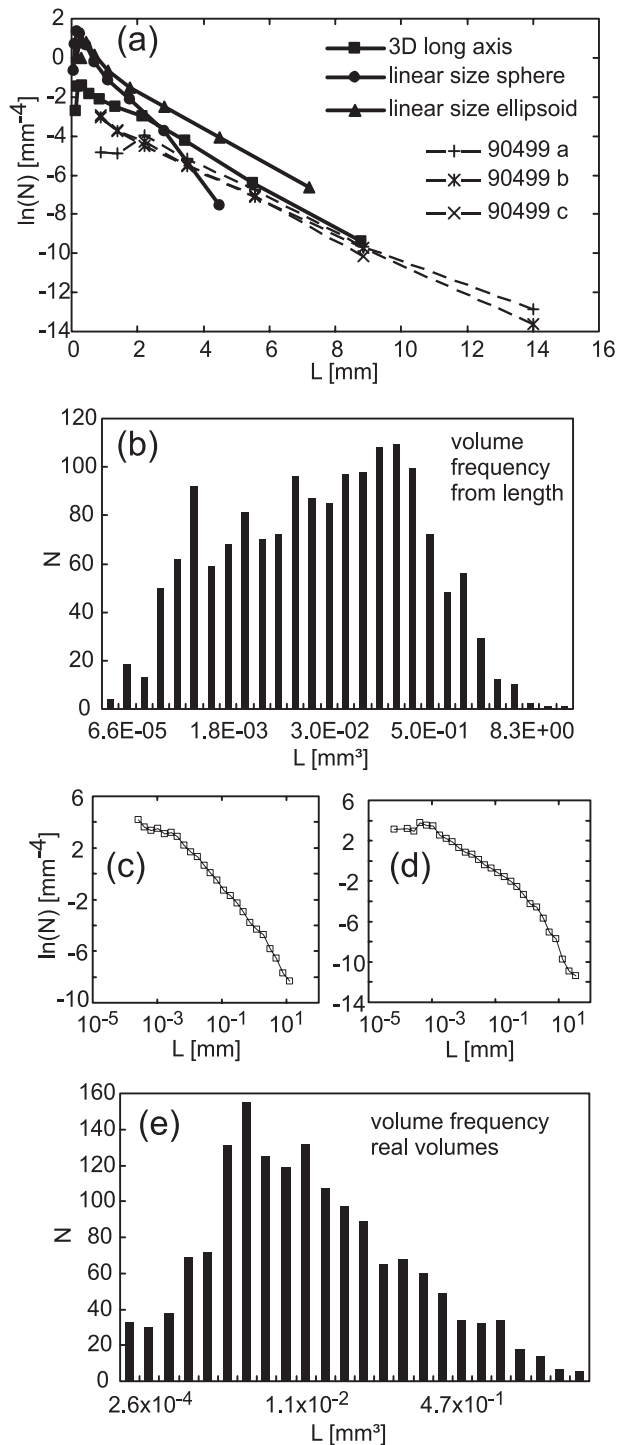 (a)
3D long axis
linear size sphere
linear size ellipsoid
90499 a
90499 b
90499 c
ln(N) [mm⁻⁴]
2
0
-2
-4
-6
-8
-10
-12
-14
0 2 4 6 8 10 12 14 16
L [mm]
(b)
volume
frequency
from length
N
120
100
80
60
40
20
0
6.6E-05 1.8E-03 3.0E-02 5.0E-01 8.3E+00
L [mm³]
(c)
ln(N) [mm⁻⁴]
6
2
-2
-6
-10
10⁻⁵ 10⁻³ 10⁻¹ 10¹
L [mm]
(d)
6
2
-2
-6
-10
-14
10⁻⁵ 10⁻³ 10⁻¹ 10¹
L [mm]
(e)
volume frequency
real volumes
N
160
140
120
100
80
60
40
20
0
2.6x10⁻⁴ 1.1x10⁻² 4.7x10⁻¹
L [mm³]